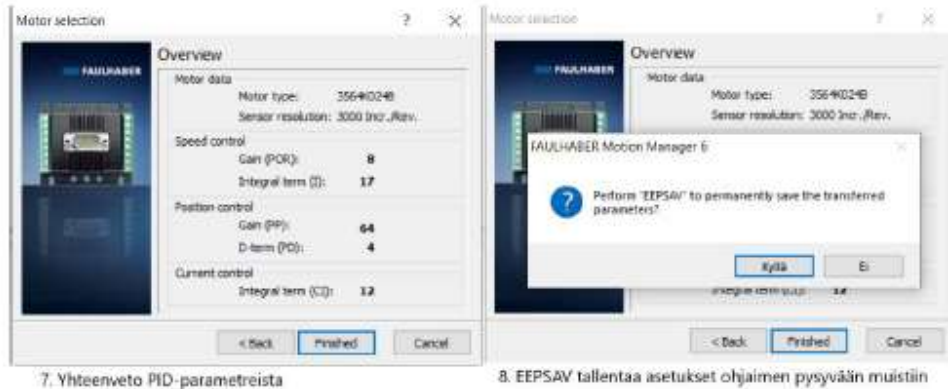 Motor selection ? ×
FAULHABER
Overview
Motor data
Motor type: 3564K024B
Sensor resolution: 3000 Incr./Rev.
Speed control
Gain (POR): 8
Integral term (I): 17
Position control
Gain (PP): 64
D-term (PD): 4
Current control
Integral term (CI): 12
< Back Finished Cancel
7. Yhteenveto PID-parametreista
Motor selection ? ×
FAULHABER
Overview
Motor data
Motor type: 3564K024B
Sensor resolution: 3000 Incr./Rev.
FAULHABER Motion Manager 6 ×
Perform "EEPSAV" to permanently save the transferred
parameters?
Kyllä Ei
Integral term (CI): 12
< Back Finished Cancel
8. EEPSAV tallentaa asetukset ohjaimen pysyvään muistiin